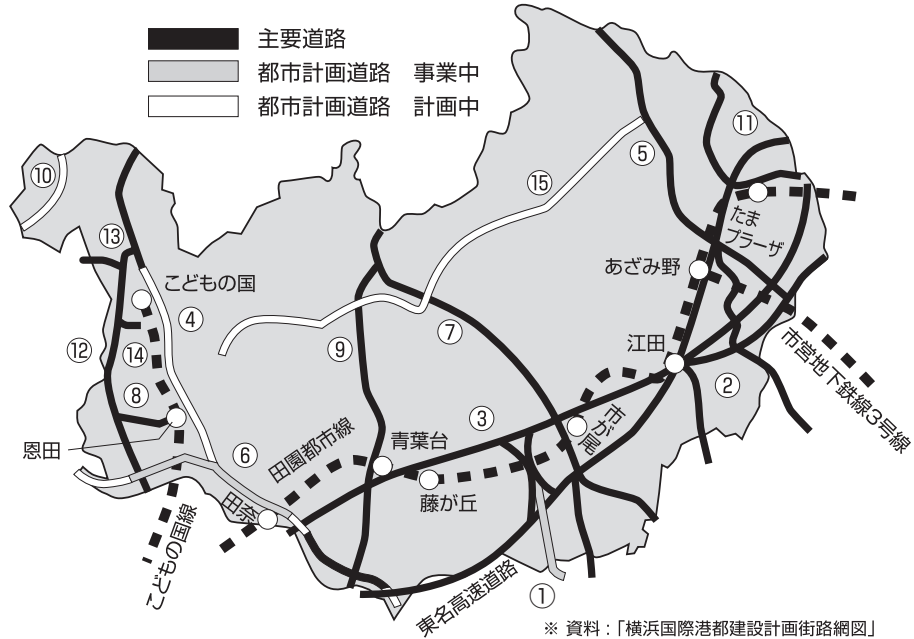 主要道路
都市計画道路　事業中
都市計画道路　計画中
⑩
⑪
⑤
⑮
たま
プラーザ
⑬
こどもの国
あざみ野
④
⑫
⑭
⑨
⑦
江田
市営地下鉄線3号線
②
⑧
③
市が尾
恩田
⑥
田園都市線
青葉台
藤が丘
田奈
こどもの国線
東名高速道路
①
※ 資料：「横浜国際港都建設計画街路網図」